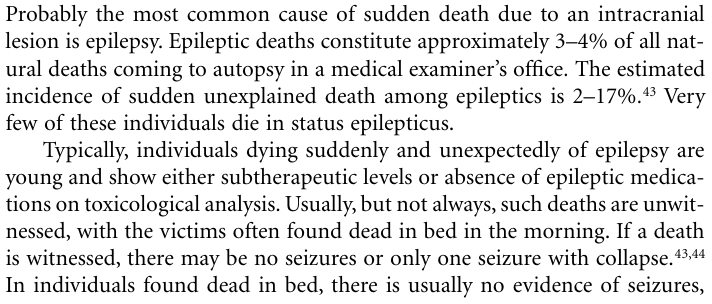 Probably the most common cause of sudden death due to an intracranial
lesion is epilepsy. Epileptic deaths constitute approximately 3–4% of all nat-
ural deaths coming to autopsy in a medical examiner’s office. The estimated
incidence of sudden unexplained death among epileptics is 2–17%.43 Very
few of these individuals die in status epilepticus.
Typically, individuals dying suddenly and unexpectedly of epilepsy are
young and show either subtherapeutic levels or absence of epileptic medica-
tions on toxicological analysis. Usually, but not always, such deaths are unwit-
nessed, with the victims often found dead in bed in the morning. If a death
is witnessed, there may be no seizures or only one seizure with collapse.43,44
In individuals found dead in bed, there is usually no evidence of seizures,